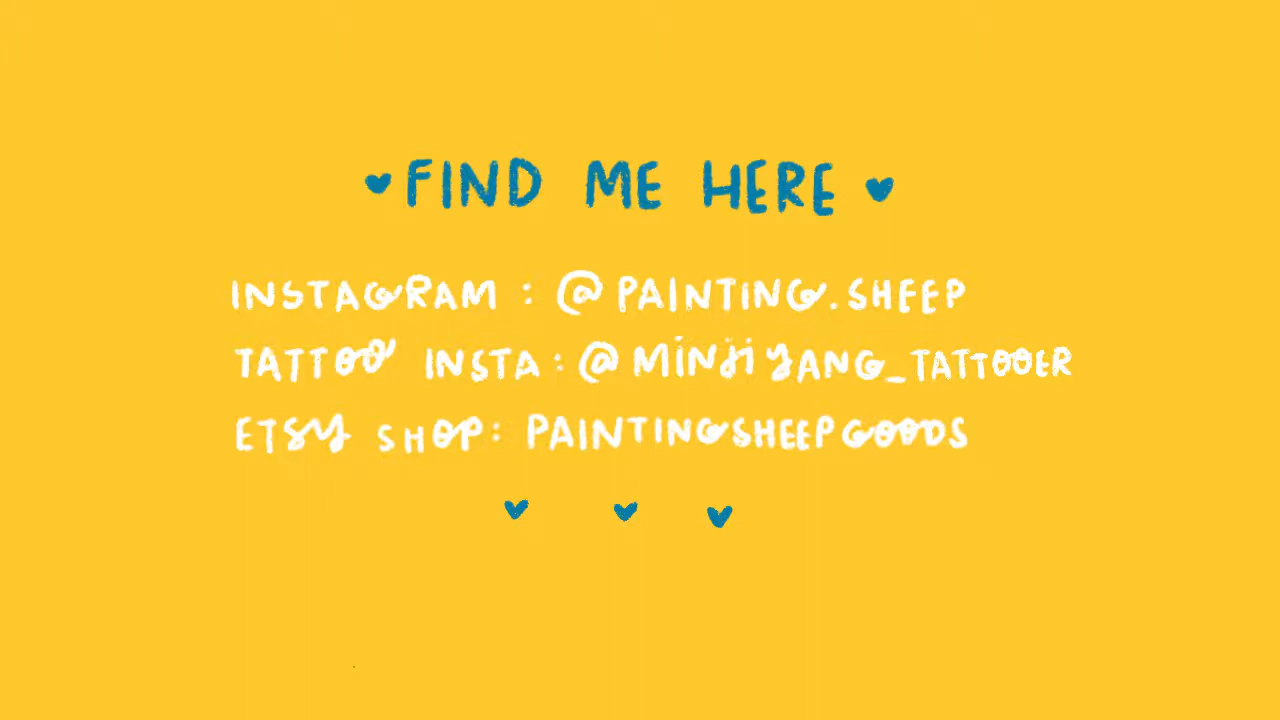 FIND ME HERE
INSTAGRAM : @PAINTING.SHEEP
TATTOO INSTA : @MINJIYANG_TATTOOER
ETSY SHOP: PAINTINGSHEEPGOODS